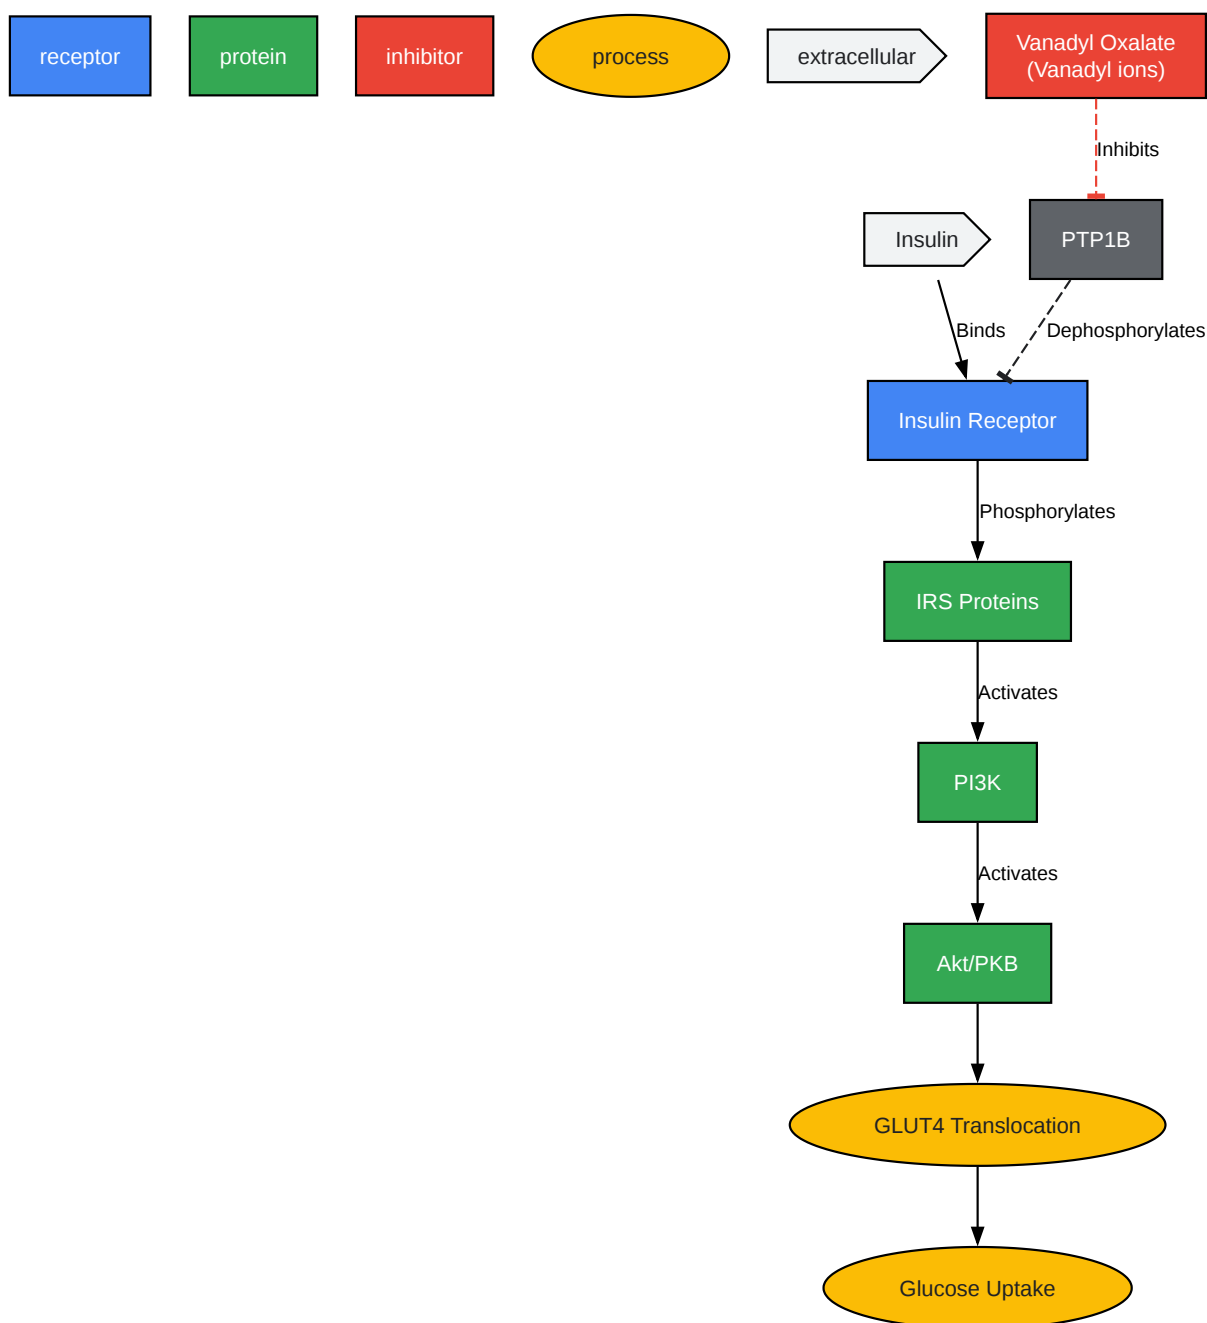 receptor
protein
inhibitor
process
extracellular
Vanadyl Oxalate
(Vanadyl ions)
Inhibits
Insulin
PTP1B
Binds
Dephosphorylates
Insulin Receptor
Phosphorylates
IRS Proteins
Activates
PI3K
Activates
Akt/PKB
GLUT4 Translocation
Glucose Uptake